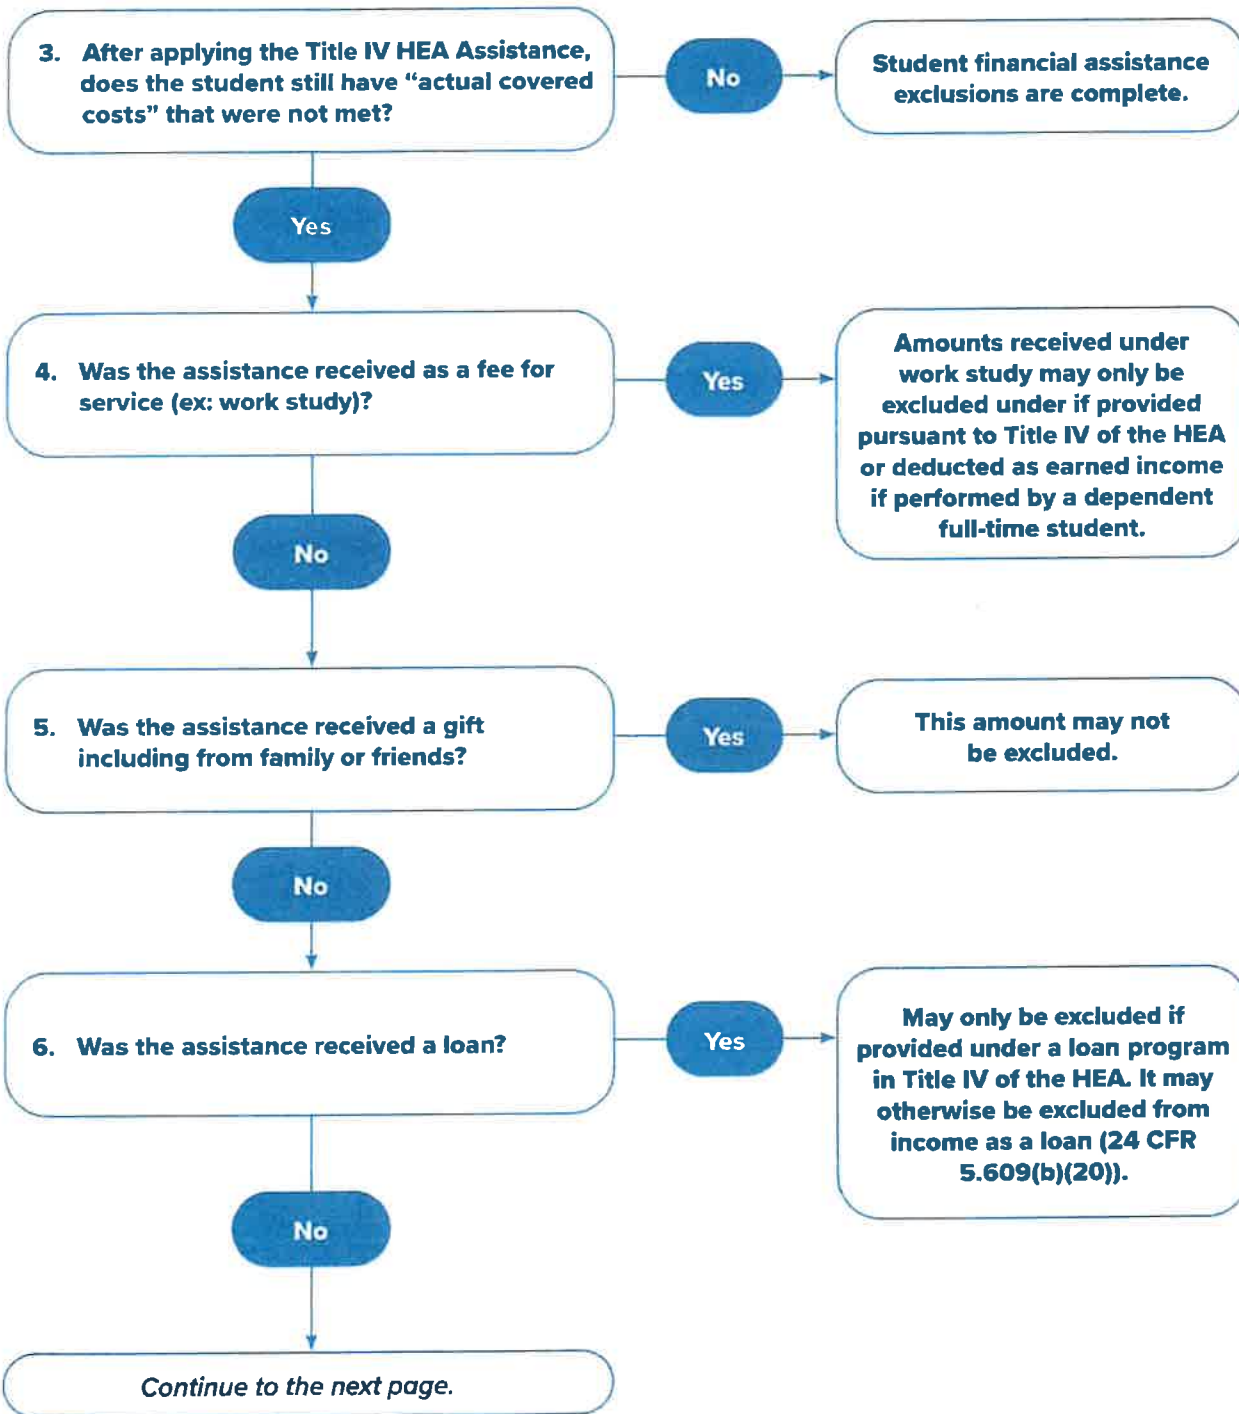 3. After applying the Title IV HEA Assistance,
does the student still have “actual covered
costs” that were not met?
No
Student financial assistance
exclusions are complete.
Yes
4. Was the assistance received as a fee for
service (ex: work study)?
Yes
Amounts received under
work study may only be
excluded under if provided
pursuant to Title IV of the HEA
or deducted as earned income
if performed by a dependent
full-time student.
No
5. Was the assistance received a gift
including from family or friends?
Yes
This amount may not
be excluded.
No
6. Was the assistance received a loan?
Yes
May only be excluded if
provided under a loan program
in Title IV of the HEA. It may
otherwise be excluded from
income as a loan (24 CFR
5.609(b)(20)).
No
Continue to the next page.